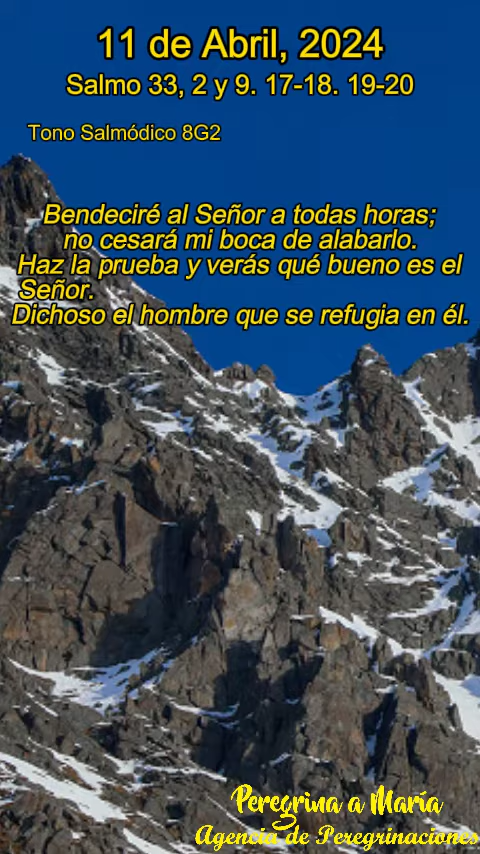 11 de Abril, 2024
Salmo 33, 2 y 9. 17-18. 19-20
Tono Salmódico 8G2
Bendeciré al Señor a todas horas;
no cesará mi boca de alabarlo.
Haz la prueba y verás qué bueno es el
Señor.
Dichoso el hombre que se refugia en él.
Peregrina a María
Agencia de Peregrinaciones